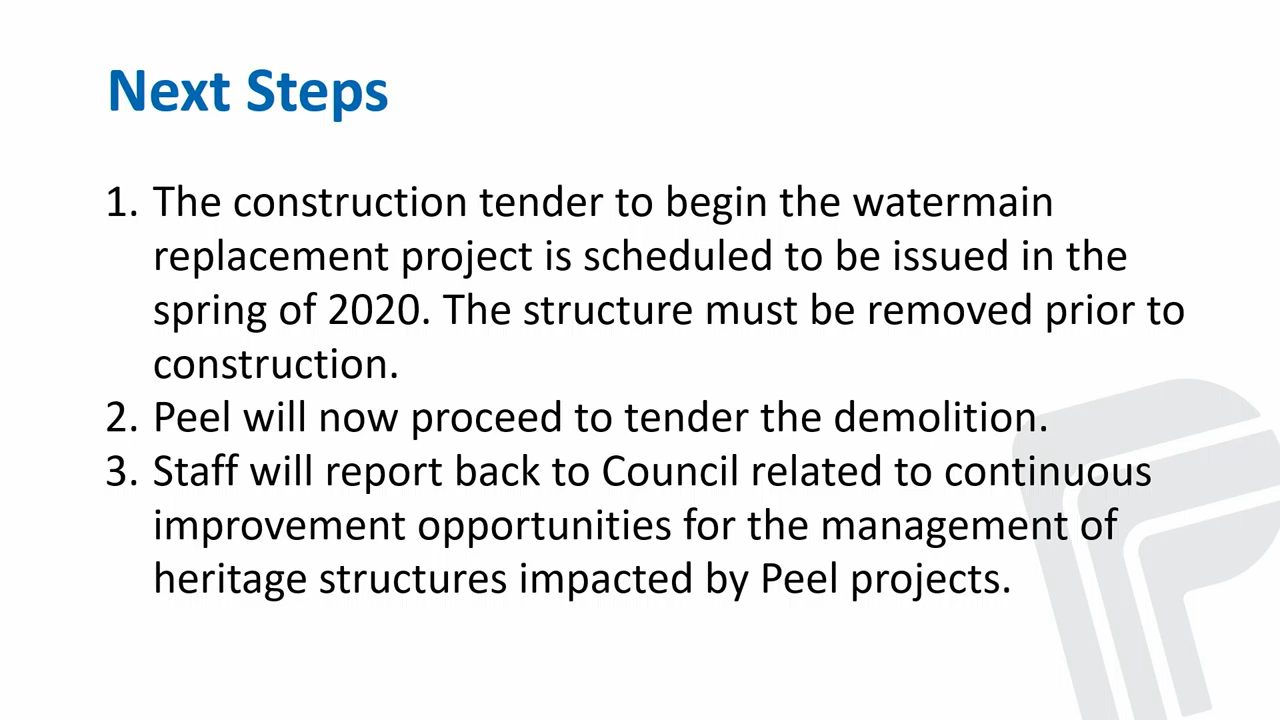 Next Steps
1. The construction tender to begin the watermain
replacement project is scheduled to be issued in the
spring of 2020. The structure must be removed prior to
construction.
2. Peel will now proceed to tender the demolition.
3. Staff will report back to Council related to continuous
improvement opportunities for the management of
heritage structures impacted by Peel projects.